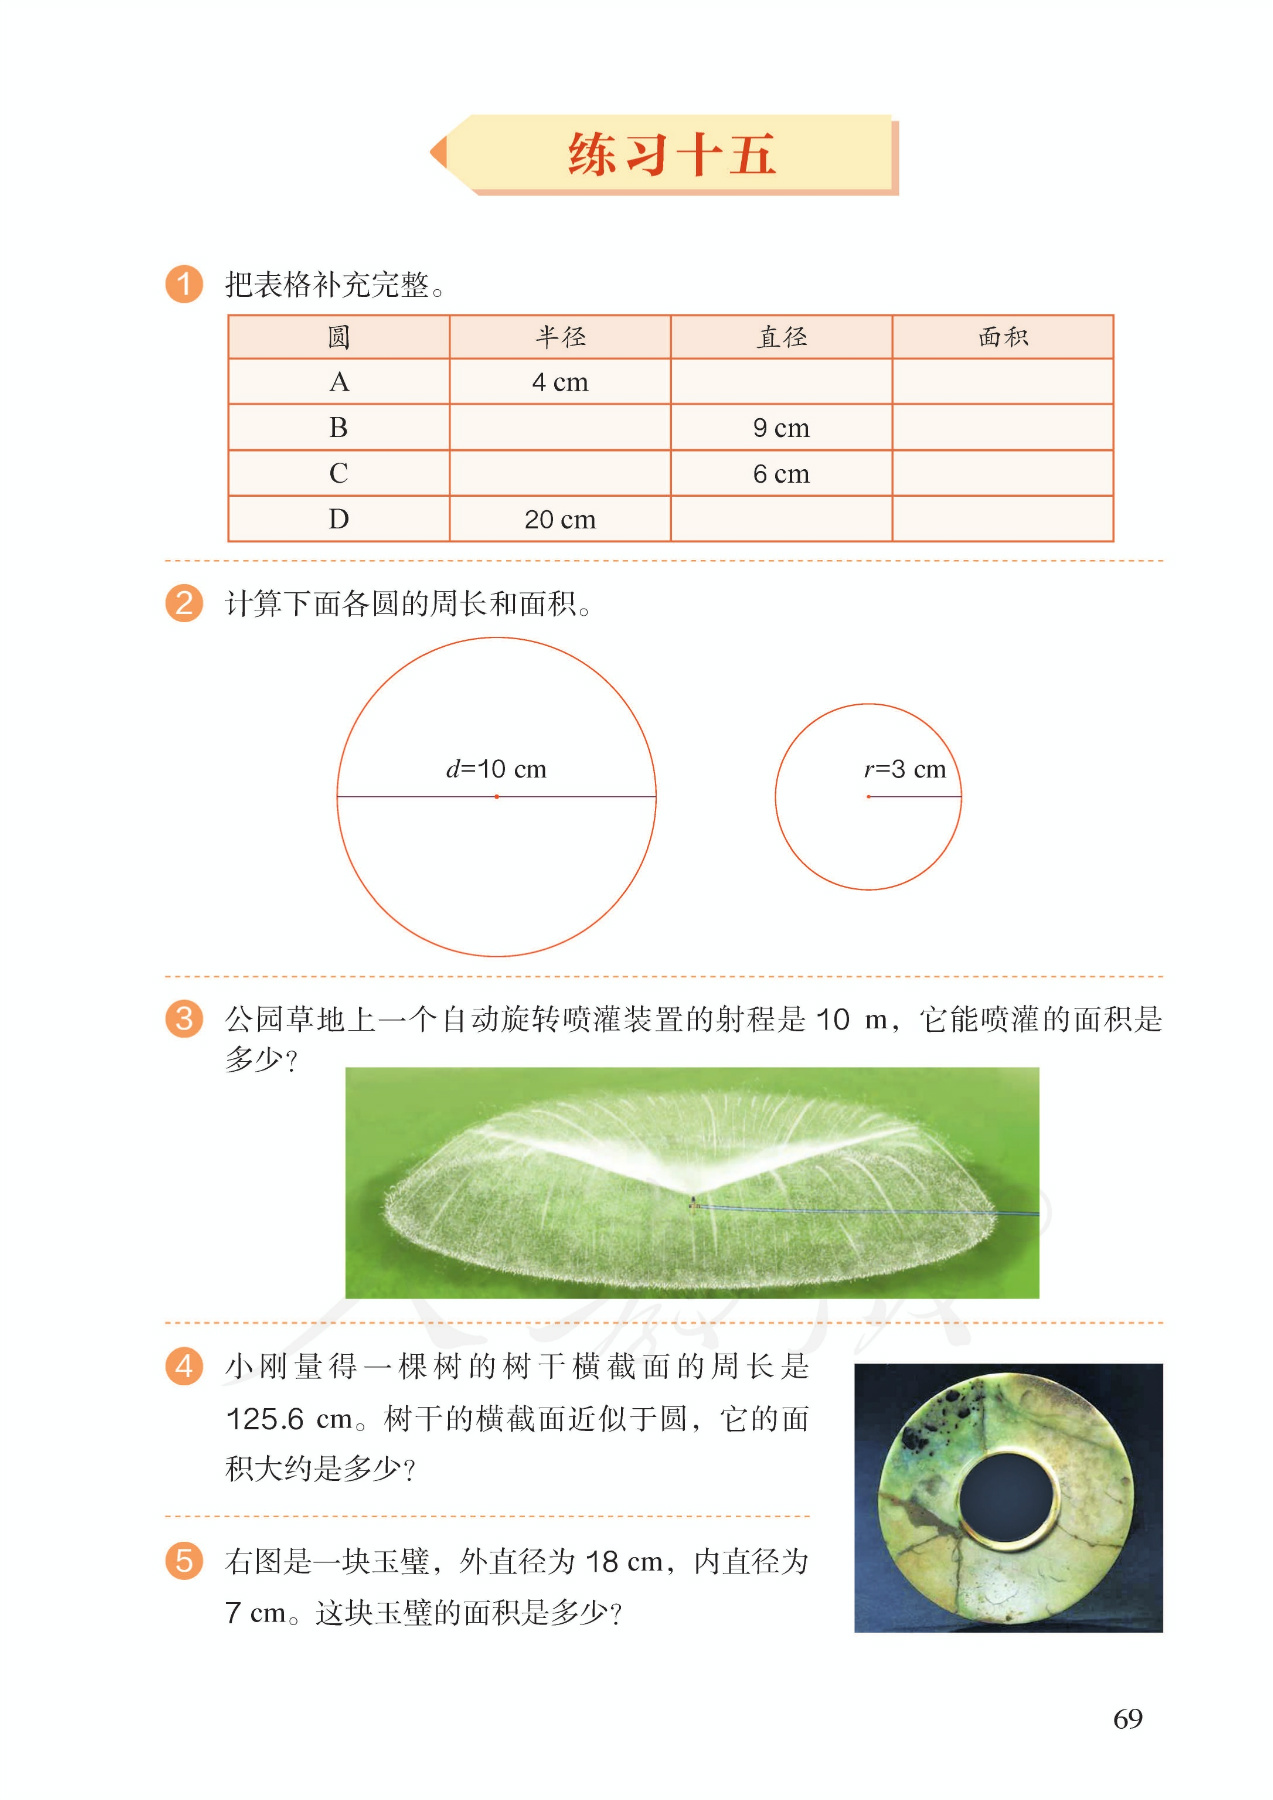 练习十五
1 把表格补充完整。
圆 半径 直径 面积
A 4 cm
B 9 cm
C 6 cm
D 20 cm
2 计算下面各圆的周长和面积。
d=10 cm r=3 cm
3 公园草地上一个自动旋转喷灌装置的射程是 10 m，它能喷灌的面积是
多少？
4 小刚量得一棵树的树干横截面的周长是
125.6 cm。树干的横截面近似于圆，它的面
积大约是多少？
5 右图是一块玉璧，外直径为 18 cm，内直径为
7 cm。这块玉璧的面积是多少？
69